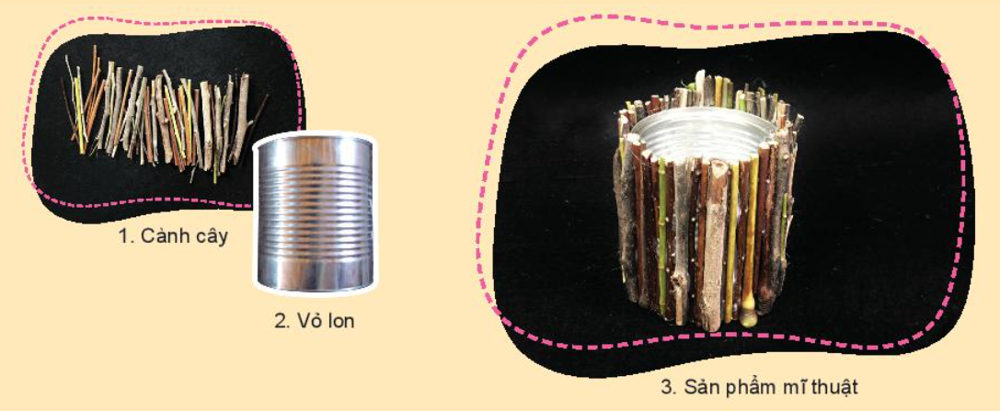 1. Cành cây
2. Vỏ lon
3. Sản phẩm mĩ thuật